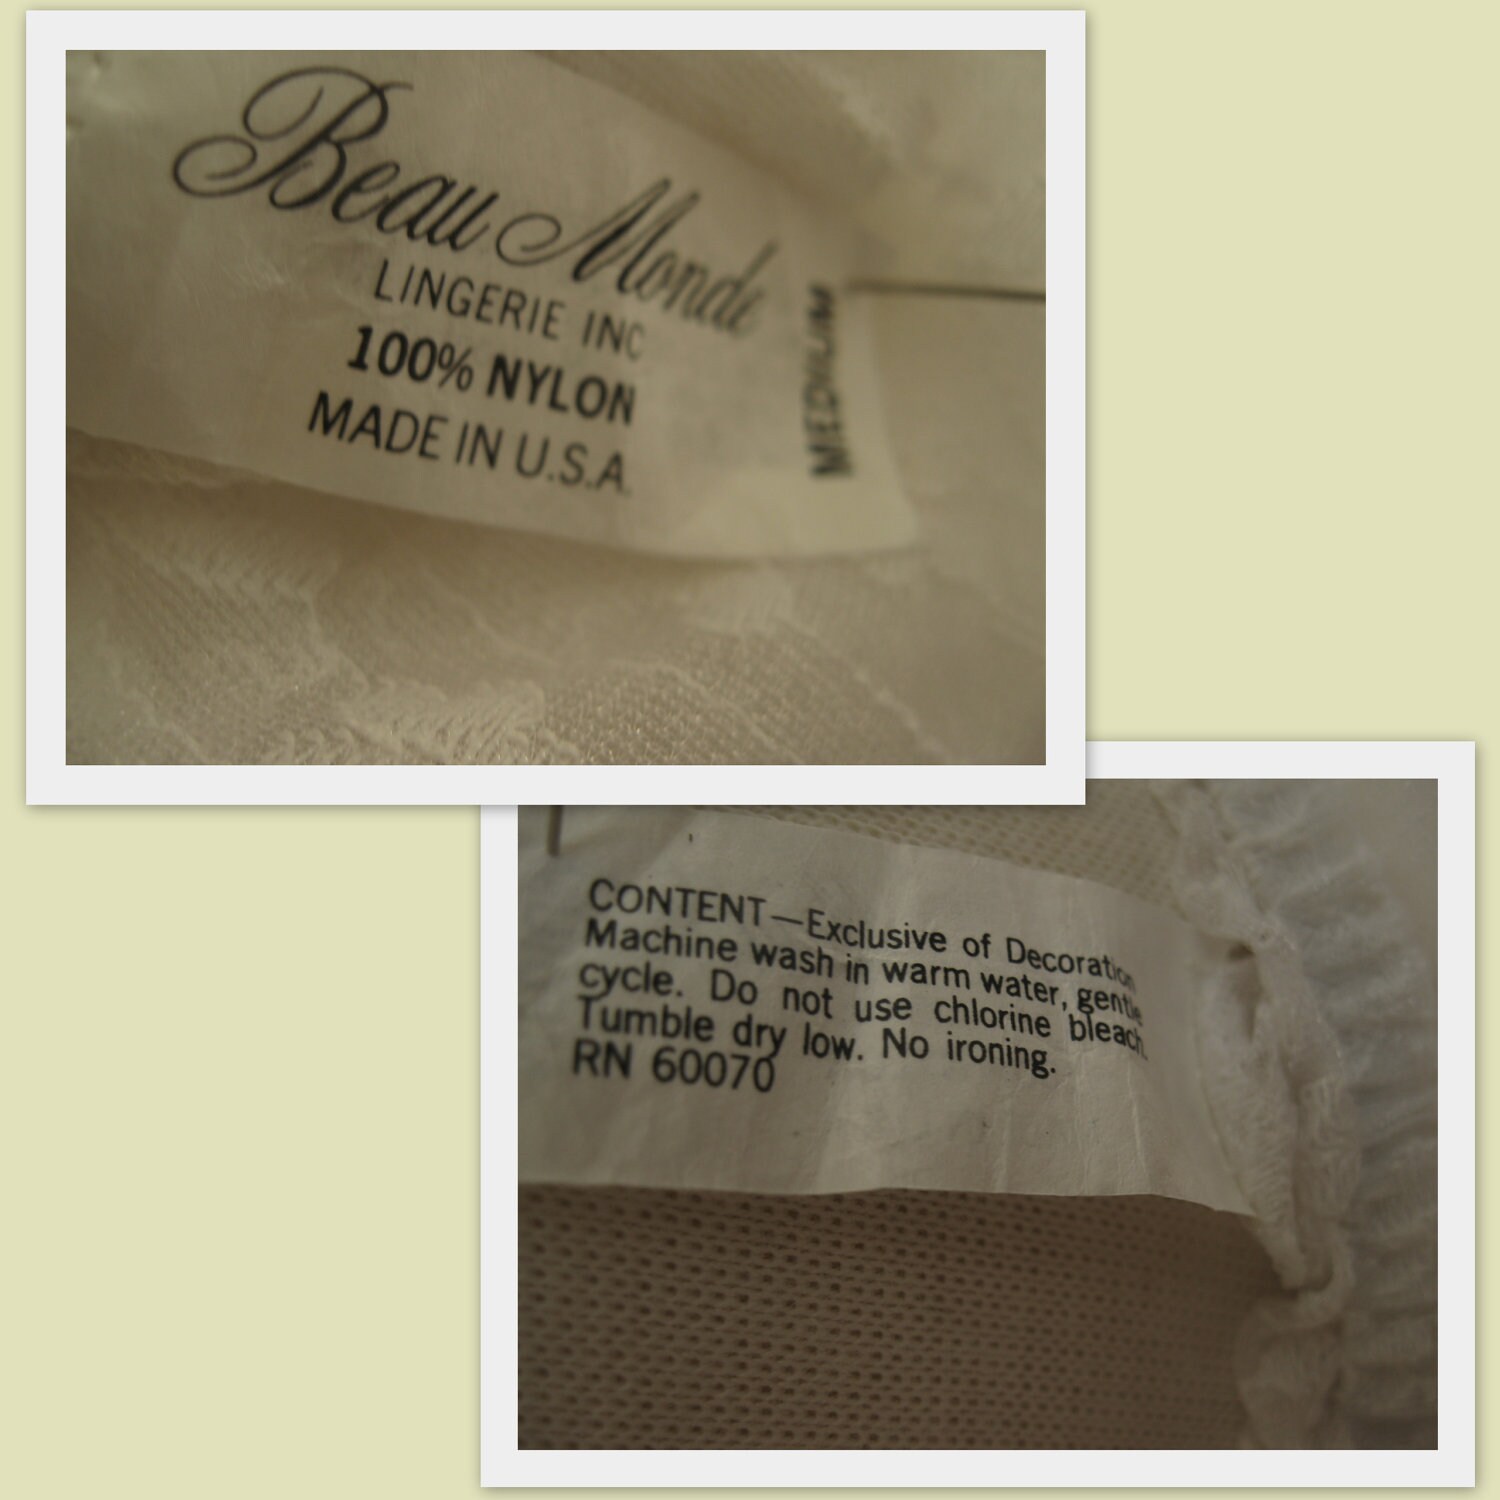 Beau Monde
LINGERIE INC
100% NYLON
MADE IN U.S.A.
MEDIUM
CONTENT—Exclusive of Decoration
Machine wash in warm water, gentle
cycle. Do not use chlorine bleach.
Tumble dry low. No ironing.
RN 60070